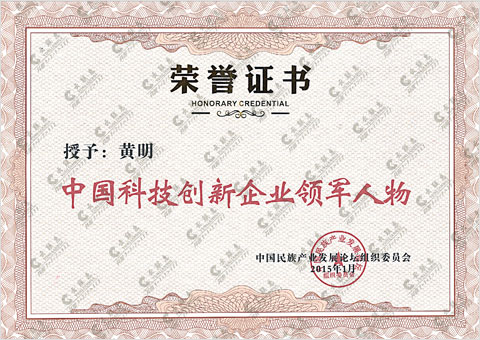 荣誉证书
HONORARY CREDENTIAL
授予：黄明
中国科技创新企业领军人物
中国民族产业发展论坛组织委员会
2015年1月